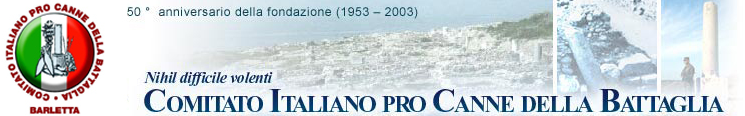 50 ° anniversario della fondazione (1953 – 2003)
COMITATO ITALIANO PRO CANNE DELLA BATTAGLIA •
BARLETTA
Nihil difficile volenti
COMITATO ITALIANO PRO CANNE DELLA BATTAGLIA